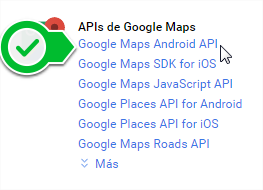 APIs de Google Maps
Google Maps Android API
Google Maps SDK for iOS
Google Maps JavaScript API
Google Places API for Android
Google Places API for iOS
Google Maps Roads API
Más